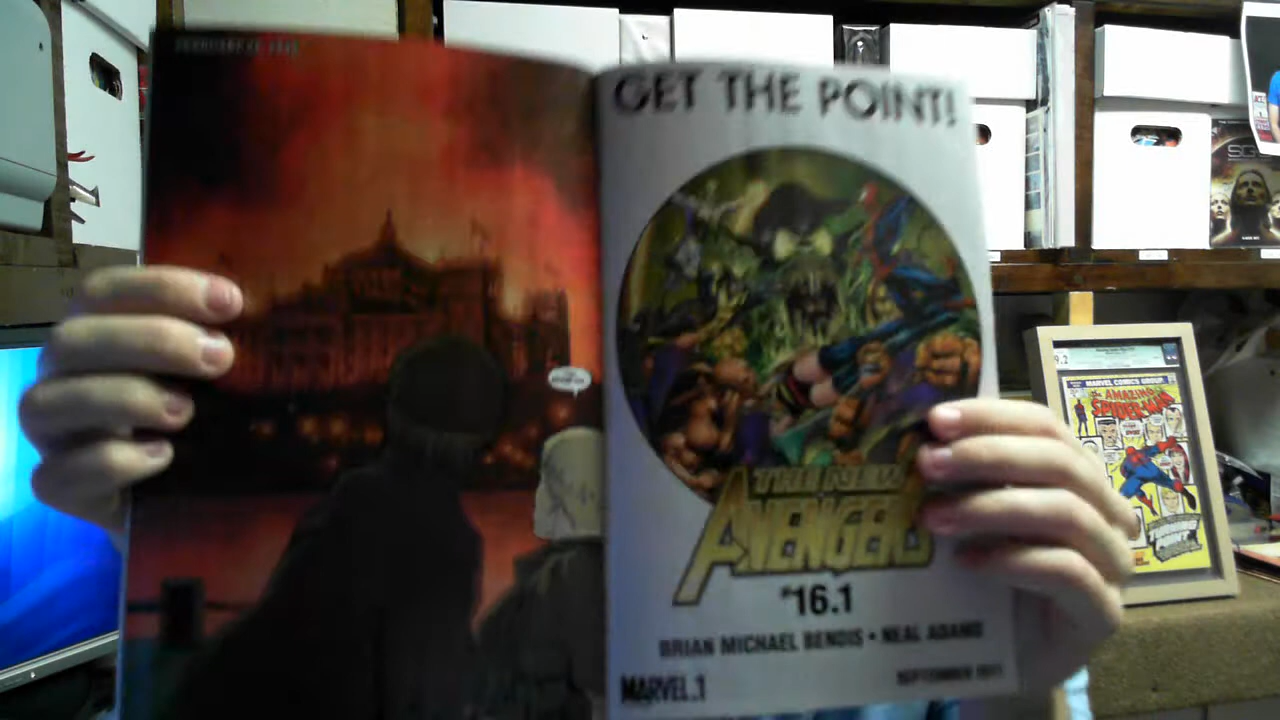 GET THE POINT!
THE NEW
AVENGERS
#16.1
BRIAN MICHAEL BENDIS • NEAL ADAMS
MARVEL.1
SEPTEMBER 2011
9.2
MARVEL COMICS GROUP
the AMAZING
SPIDER-MAN